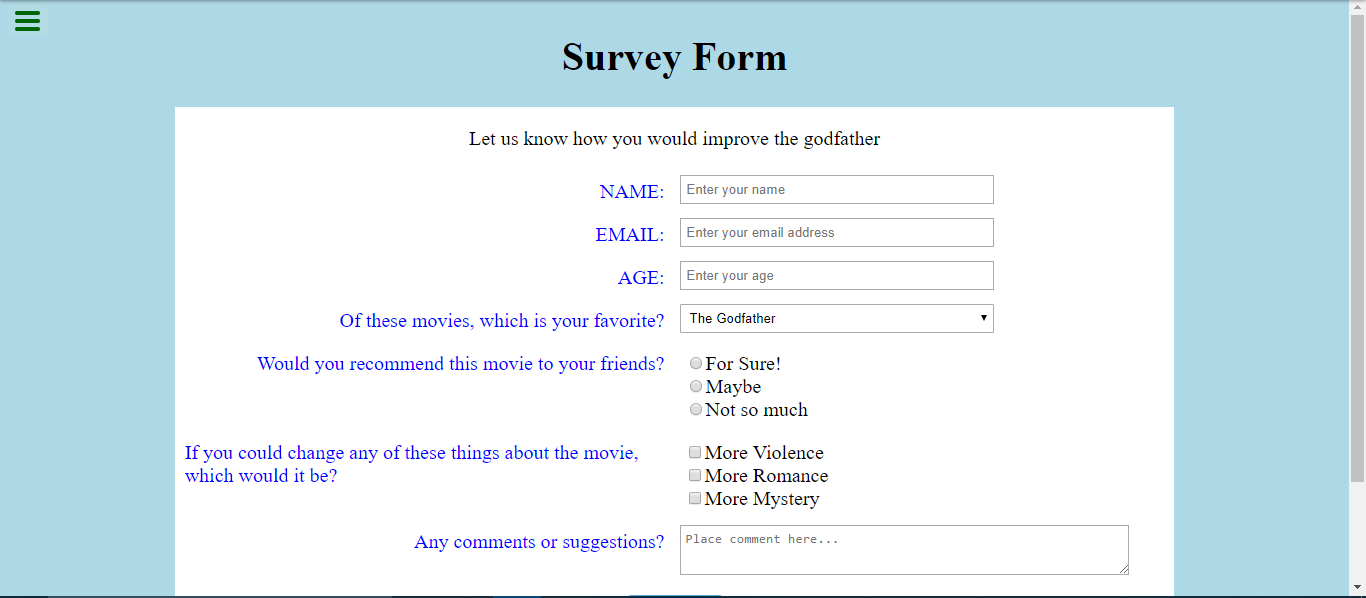 Survey Form
Let us know how you would improve the godfather
NAME: Enter your name
EMAIL: Enter your email address
AGE: Enter your age
Of these movies, which is your favorite? The Godfather
Would you recommend this movie to your friends? For Sure!
Maybe
Not so much
If you could change any of these things about the movie, More Violence
which would it be? More Romance
More Mystery
Any comments or suggestions? Place comment here...